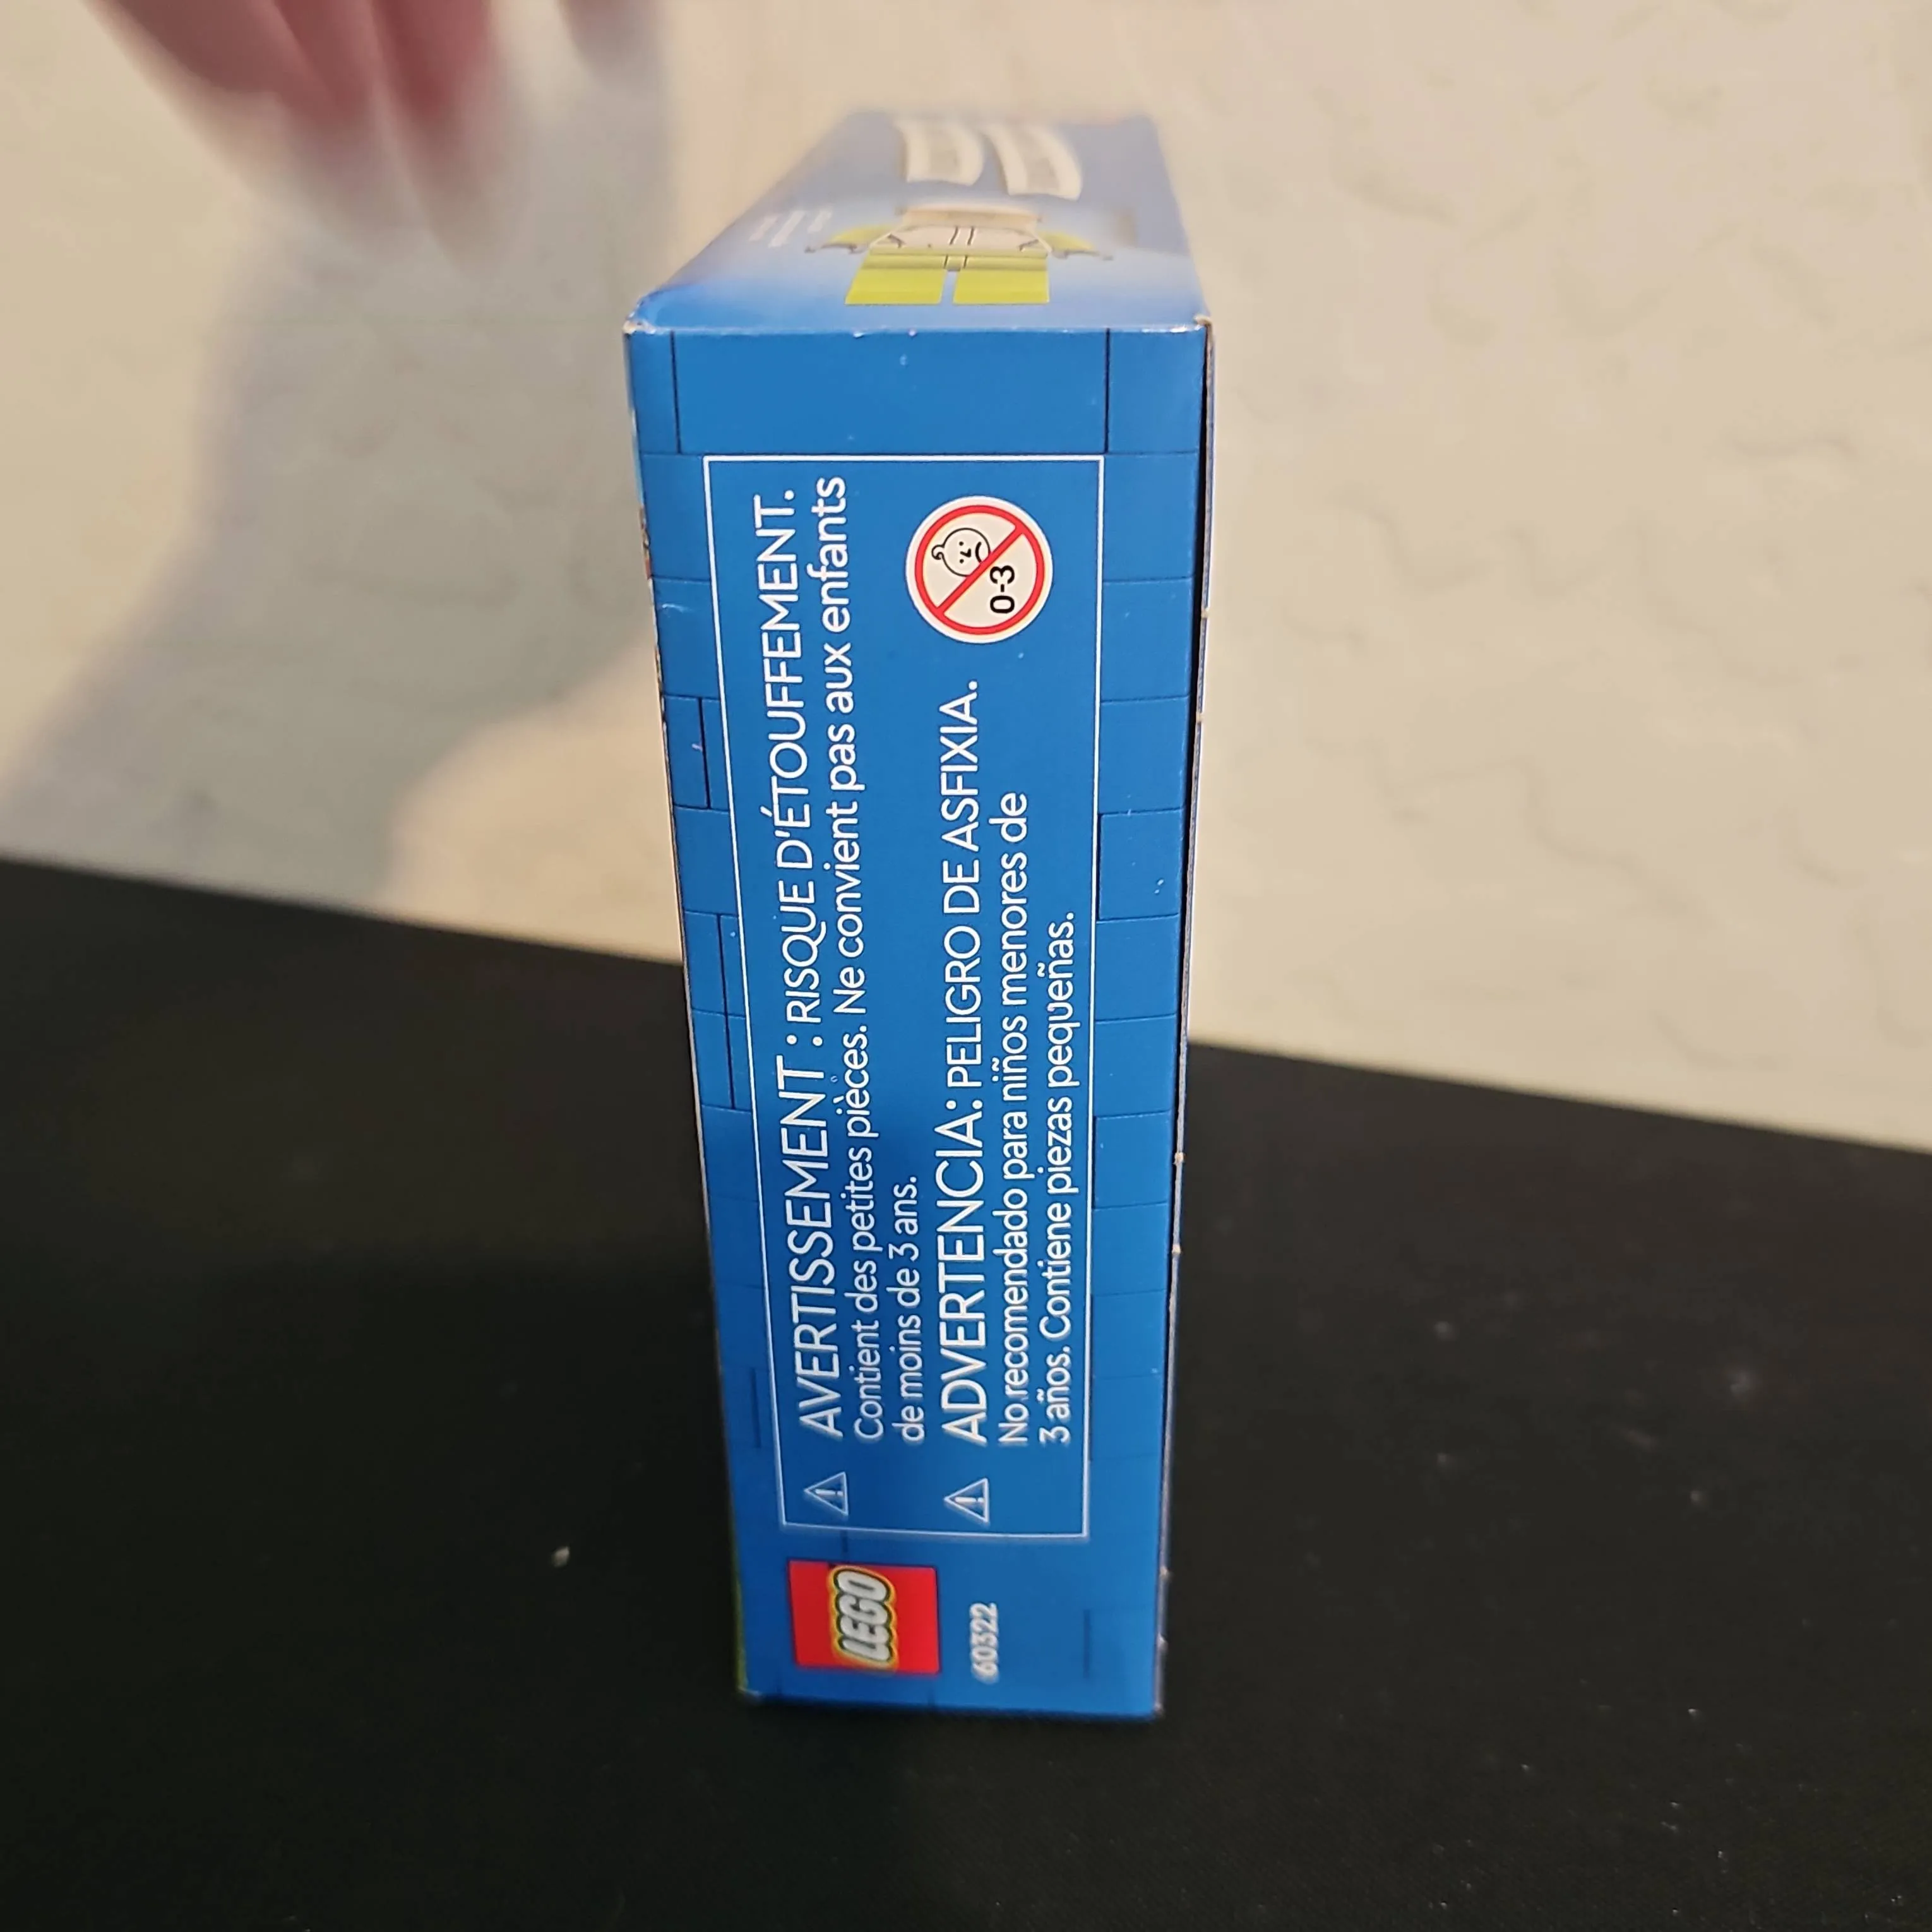 AVERTISSEMENT : RISQUE D'ÉTOUFFEMENT.
Contient des petites pièces. Ne convient pas aux enfants
de moins de 3 ans.
ADVERTENCIA: PELIGRO DE ASFIXIA.
No recomendado para niños menores de
3 años. Contiene piezas pequeñas.
0-3
LEGO
60322